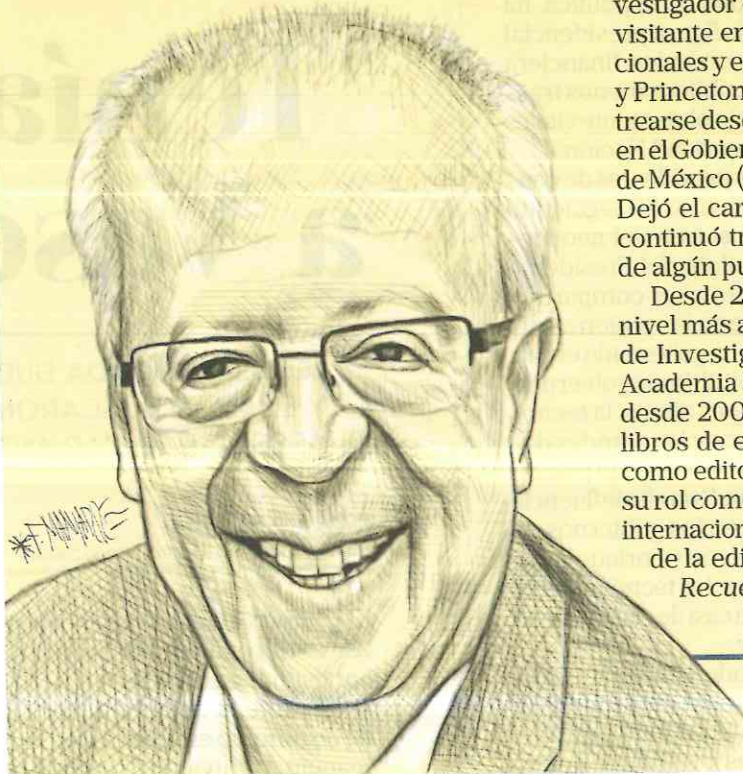 vestigador
visitante en
cionales y e
y Princeton
trearse desd
en el Gobier
de México (
Dejó el car
continuó tr
de algún pu
Desde 2
nivel más a
de Investig
Academia
desde 200
libros de e
como edito
su rol com
internacion
de la edi
Recue